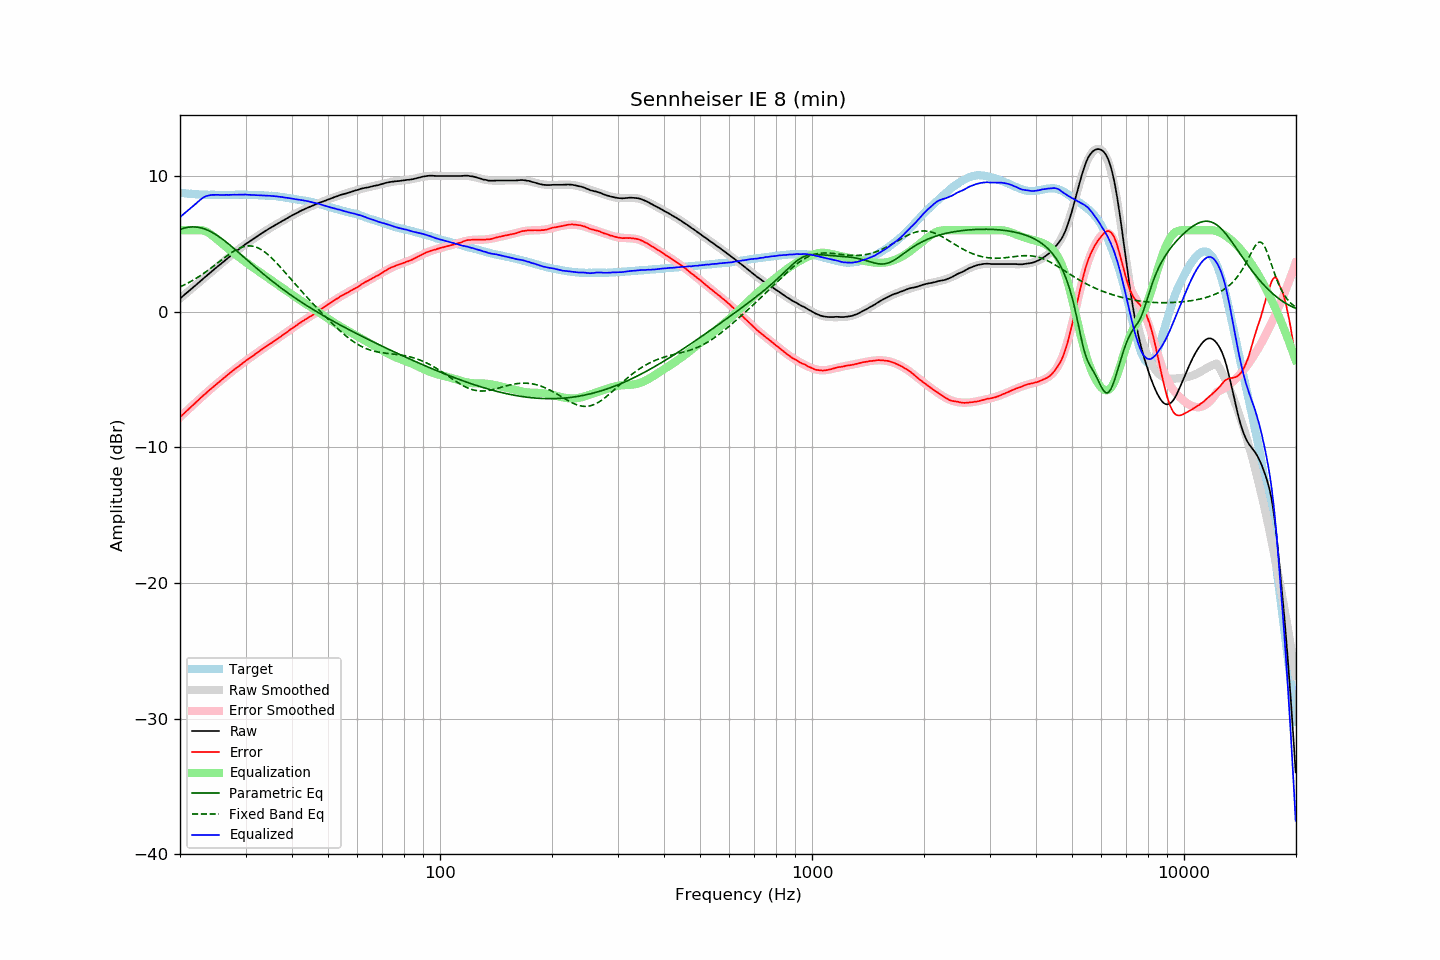 Sennheiser IE 8 (min)
10
0
−10
−20
−30
−40
Amplitude (dBr)
Target
Raw Smoothed
Error Smoothed
Raw
Error
Equalization
Parametric Eq
Fixed Band Eq
Equalized
100
1000
10000
Frequency (Hz)